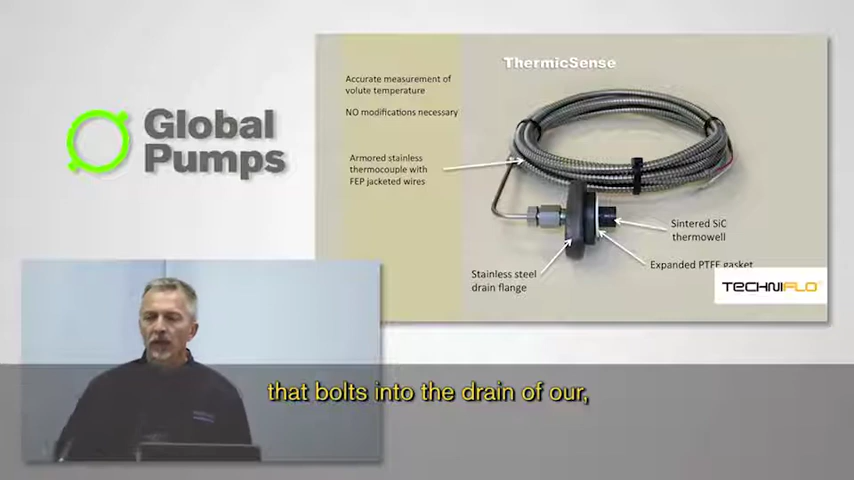 ThermicSense
Accurate measurement of
volute temperature
NO modifications necessary
Global
Pumps
Armored stainless
thermocouple with
FEP jacketed wires
Sintered SiC
thermowell
Expanded PTFE gasket
Stainless steel
drain flange
TECHNIFLO
that bolts into the drain of our,